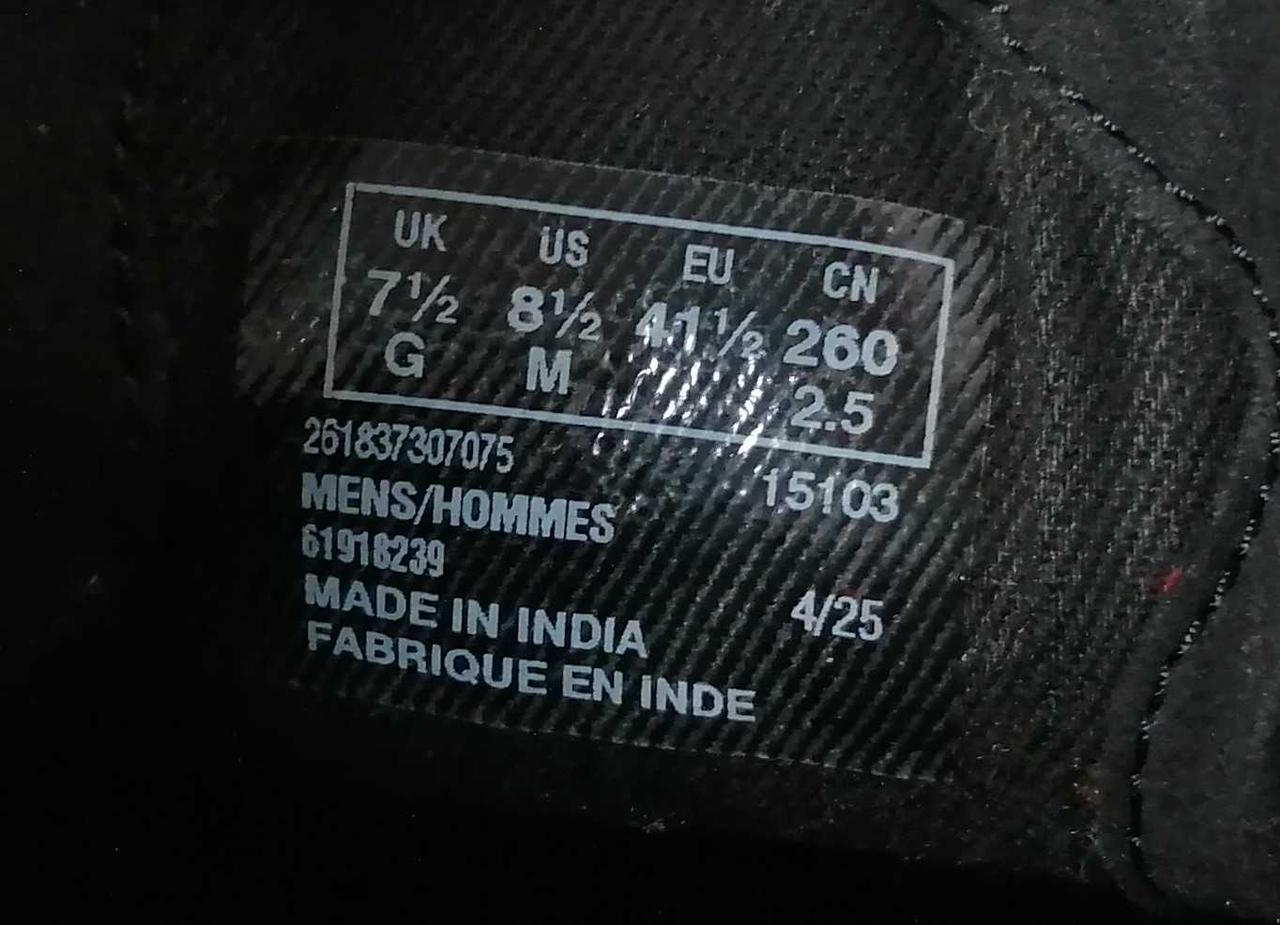 UK US EU CN
7½ 8½ 41½ 260
G M 2.5
261837307075 15103
MENS/HOMMES
61918239
MADE IN INDIA 4/25
FABRIQUE EN INDE